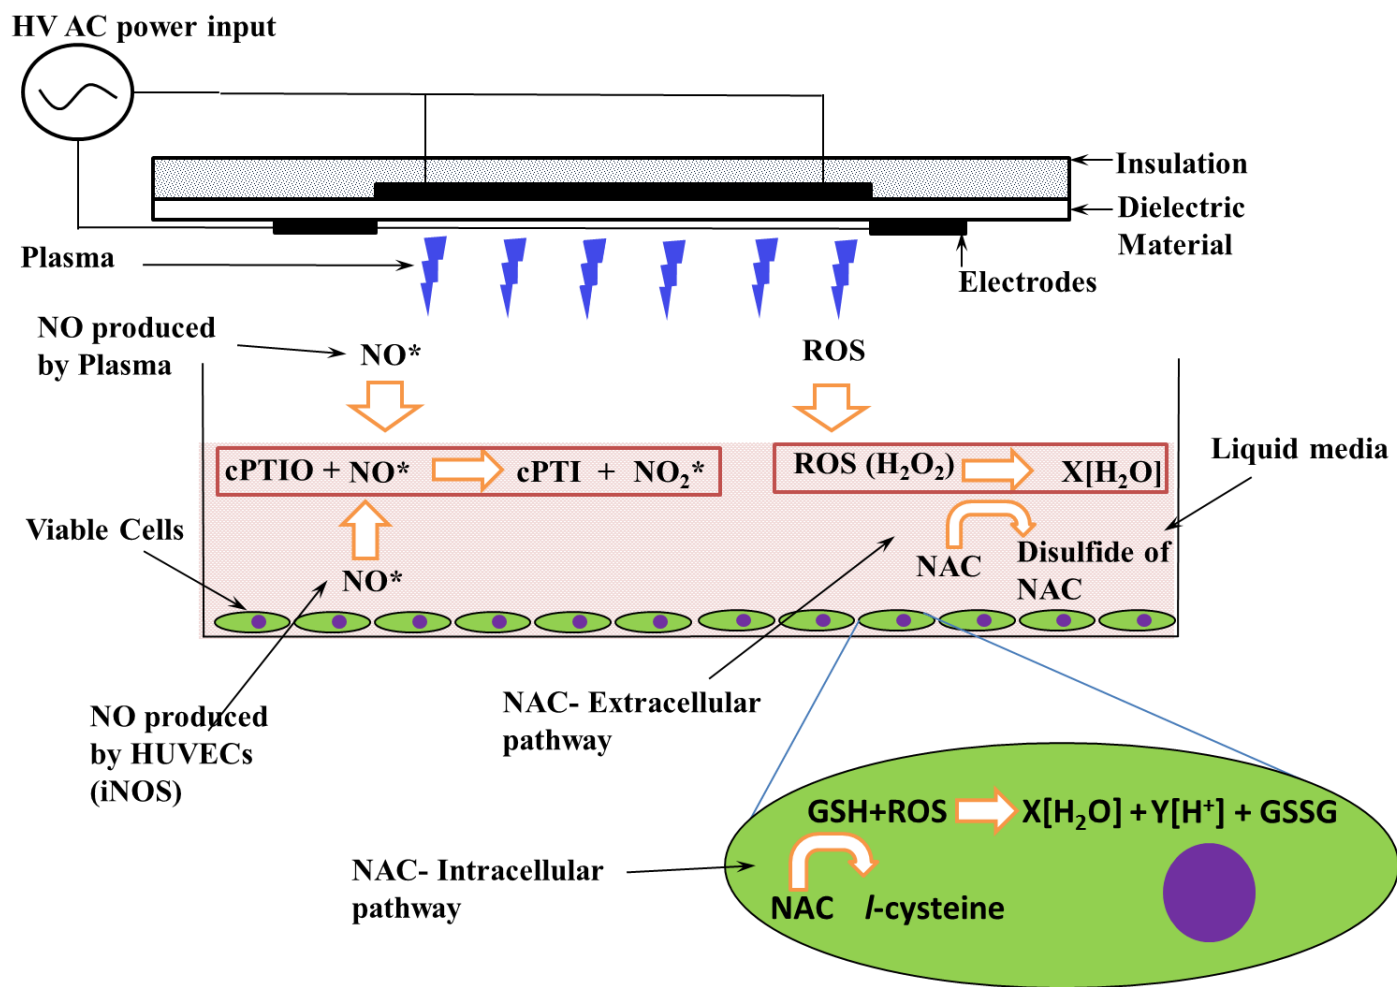 HV AC power input
Insulation
Dielectric
Material
Electrodes
Plasma
NO produced
by Plasma
NO*
ROS
cPTIO + NO* cPTI + NO₂*
ROS (H₂O₂) X[H₂O]
Liquid media
Viable Cells
NO*
NAC
Disulfide of
NAC
NO produced
by HUVECs
(iNOS)
NAC- Extracellular
pathway
GSH+ROS X[H₂O] +Y[H⁺] + GSSG
NAC- Intracellular
pathway
NAC l-cysteine